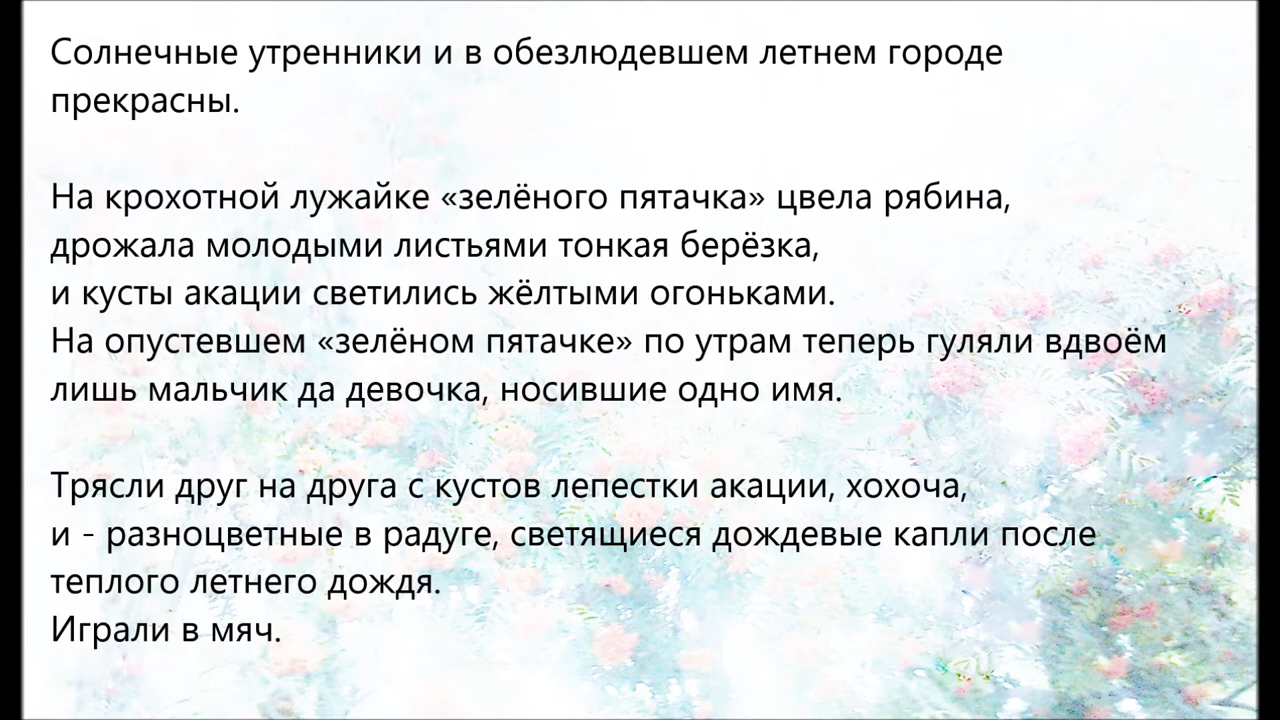 Солнечные утренники и в обезлюдевшем летнем городе
прекрасны.
На крохотной лужайке «зелёного пятачка» цвела рябина,
дрожала молодыми листьями тонкая берёзка,
и кусты акации светились жёлтыми огоньками.
На опустевшем «зелёном пятачке» по утрам теперь гуляли вдвоём
лишь мальчик да девочка, носившие одно имя.
Трясли друг на друга с кустов лепестки акации, хохоча,
и - разноцветные в радуге, светящиеся дождевые капли после
теплого летнего дождя.
Играли в мяч.